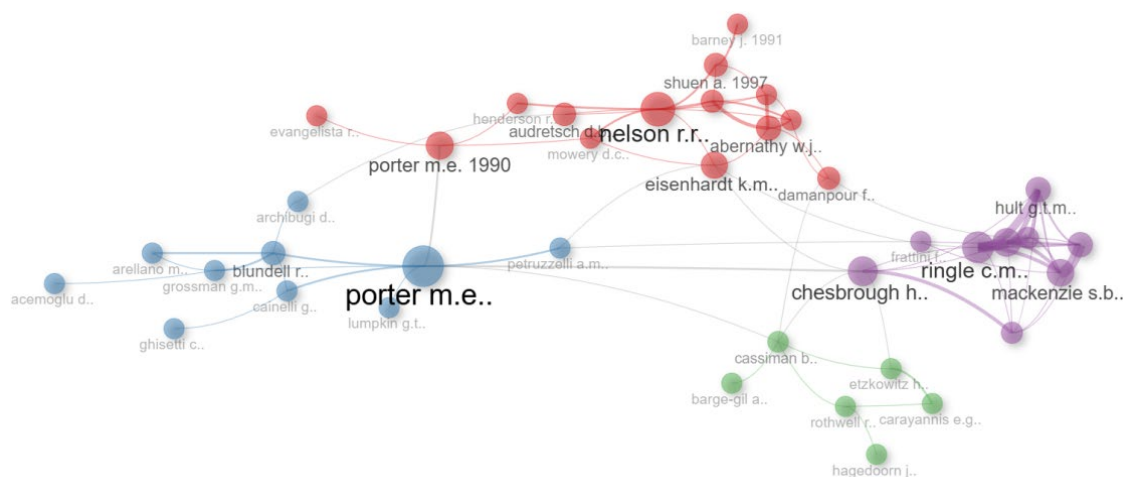 barney j. 1991
shuen a. 1997
henderson r..
evangelista r..
audretsch d.b..
nelson r.r..
abernathy w.j..
mowery d.c..
porter m.e. 1990
eisenhardt k.m..
damanpour f..
archibugi d..
hult g.t.m..
frattini f..
arellano m..
blundell r..
petruzzelli a.m..
ringle c.m..
grossman g.m..
chesbrough h..
mackenzie s.b..
acemoglu d..
cainelli g..
porter m.e..
lumpkin g.t..
ghisetti c..
cassiman b..
etzkowitz h..
barge-gil a..
rothwell r..
carayannis e.g..
hagedoorn j..